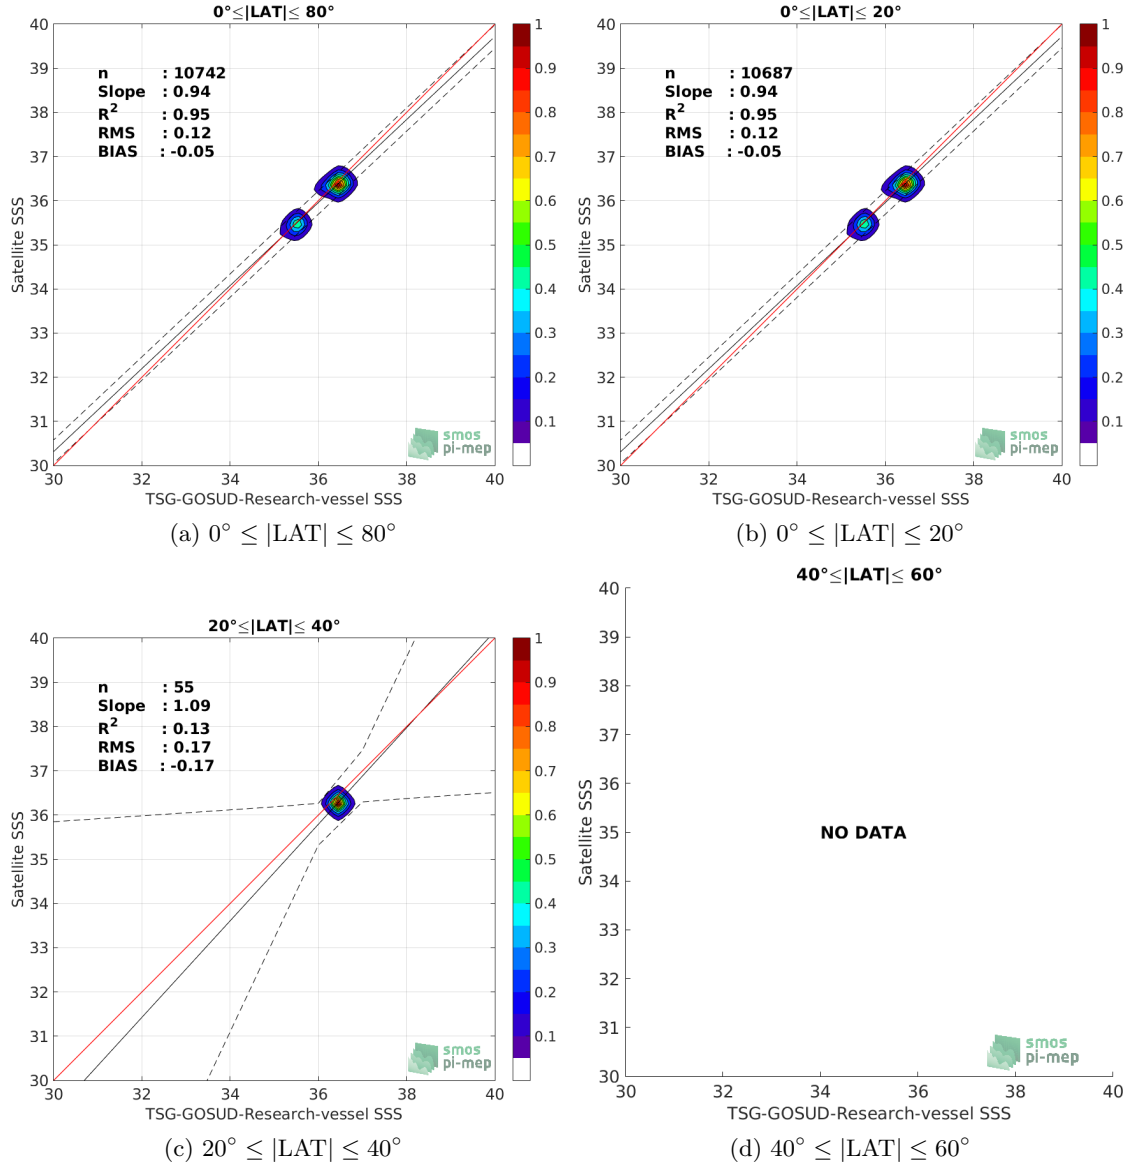 0°≤|LAT|≤ 80°
40
39
38
37
36
35
34
33
32
31
30
n : 10742
Slope : 0.94
R² : 0.95
RMS : 0.12
BIAS : -0.05
Satellite SSS
smos
pi-mep
30 32 34 36 38 40
TSG-GOSUD-Research-vessel SSS
1
0.9
0.8
0.7
0.6
0.5
0.4
0.3
0.2
0.1
(a) 0° ≤ |LAT| ≤ 80°
0°≤|LAT|≤ 20°
40
39
38
37
36
35
34
33
32
31
30
n : 10687
Slope : 0.94
R² : 0.95
RMS : 0.12
BIAS : -0.05
Satellite SSS
smos
pi-mep
30 32 34 36 38 40
TSG-GOSUD-Research-vessel SSS
1
0.9
0.8
0.7
0.6
0.5
0.4
0.3
0.2
0.1
(b) 0° ≤ |LAT| ≤ 20°
20°≤|LAT|≤ 40°
40
39
38
37
36
35
34
33
32
31
30
n : 55
Slope : 1.09
R² : 0.13
RMS : 0.17
BIAS : -0.17
Satellite SSS
smos
pi-mep
30 32 34 36 38 40
TSG-GOSUD-Research-vessel SSS
1
0.9
0.8
0.7
0.6
0.5
0.4
0.3
0.2
0.1
(c) 20° ≤ |LAT| ≤ 40°
40°≤|LAT|≤ 60°
40
39
38
37
36
35
34
33
32
31
30
NO DATA
Satellite SSS
smos
pi-mep
30 32 34 36 38 40
TSG-GOSUD-Research-vessel SSS
(d) 40° ≤ |LAT| ≤ 60°